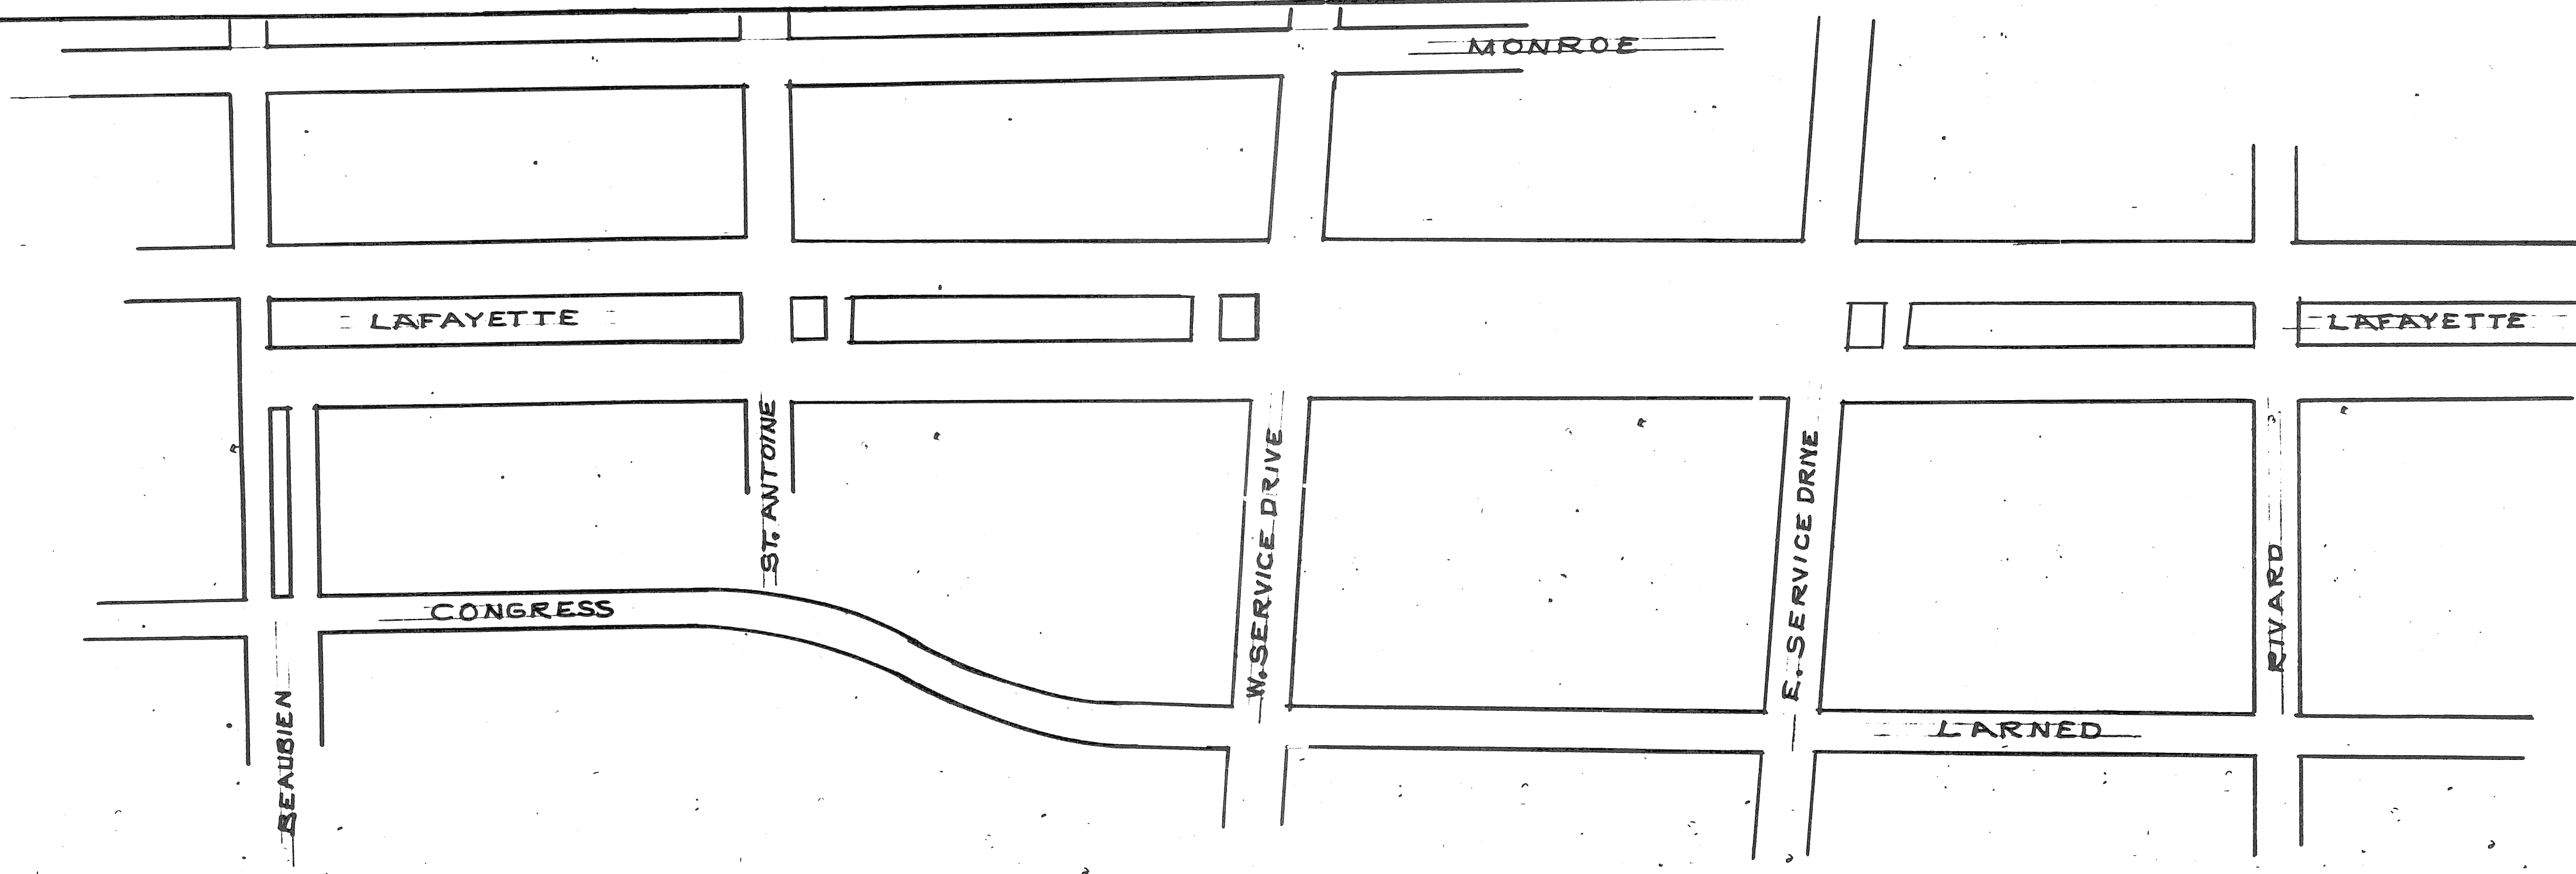 MONROE
LAFAYETTE
LAFAYETTE
ST. ANTOINE
W. SERVICE DRIVE
E. SERVICE DRIVE
RIVARD
CONGRESS
BEAUBIEN
LARNED